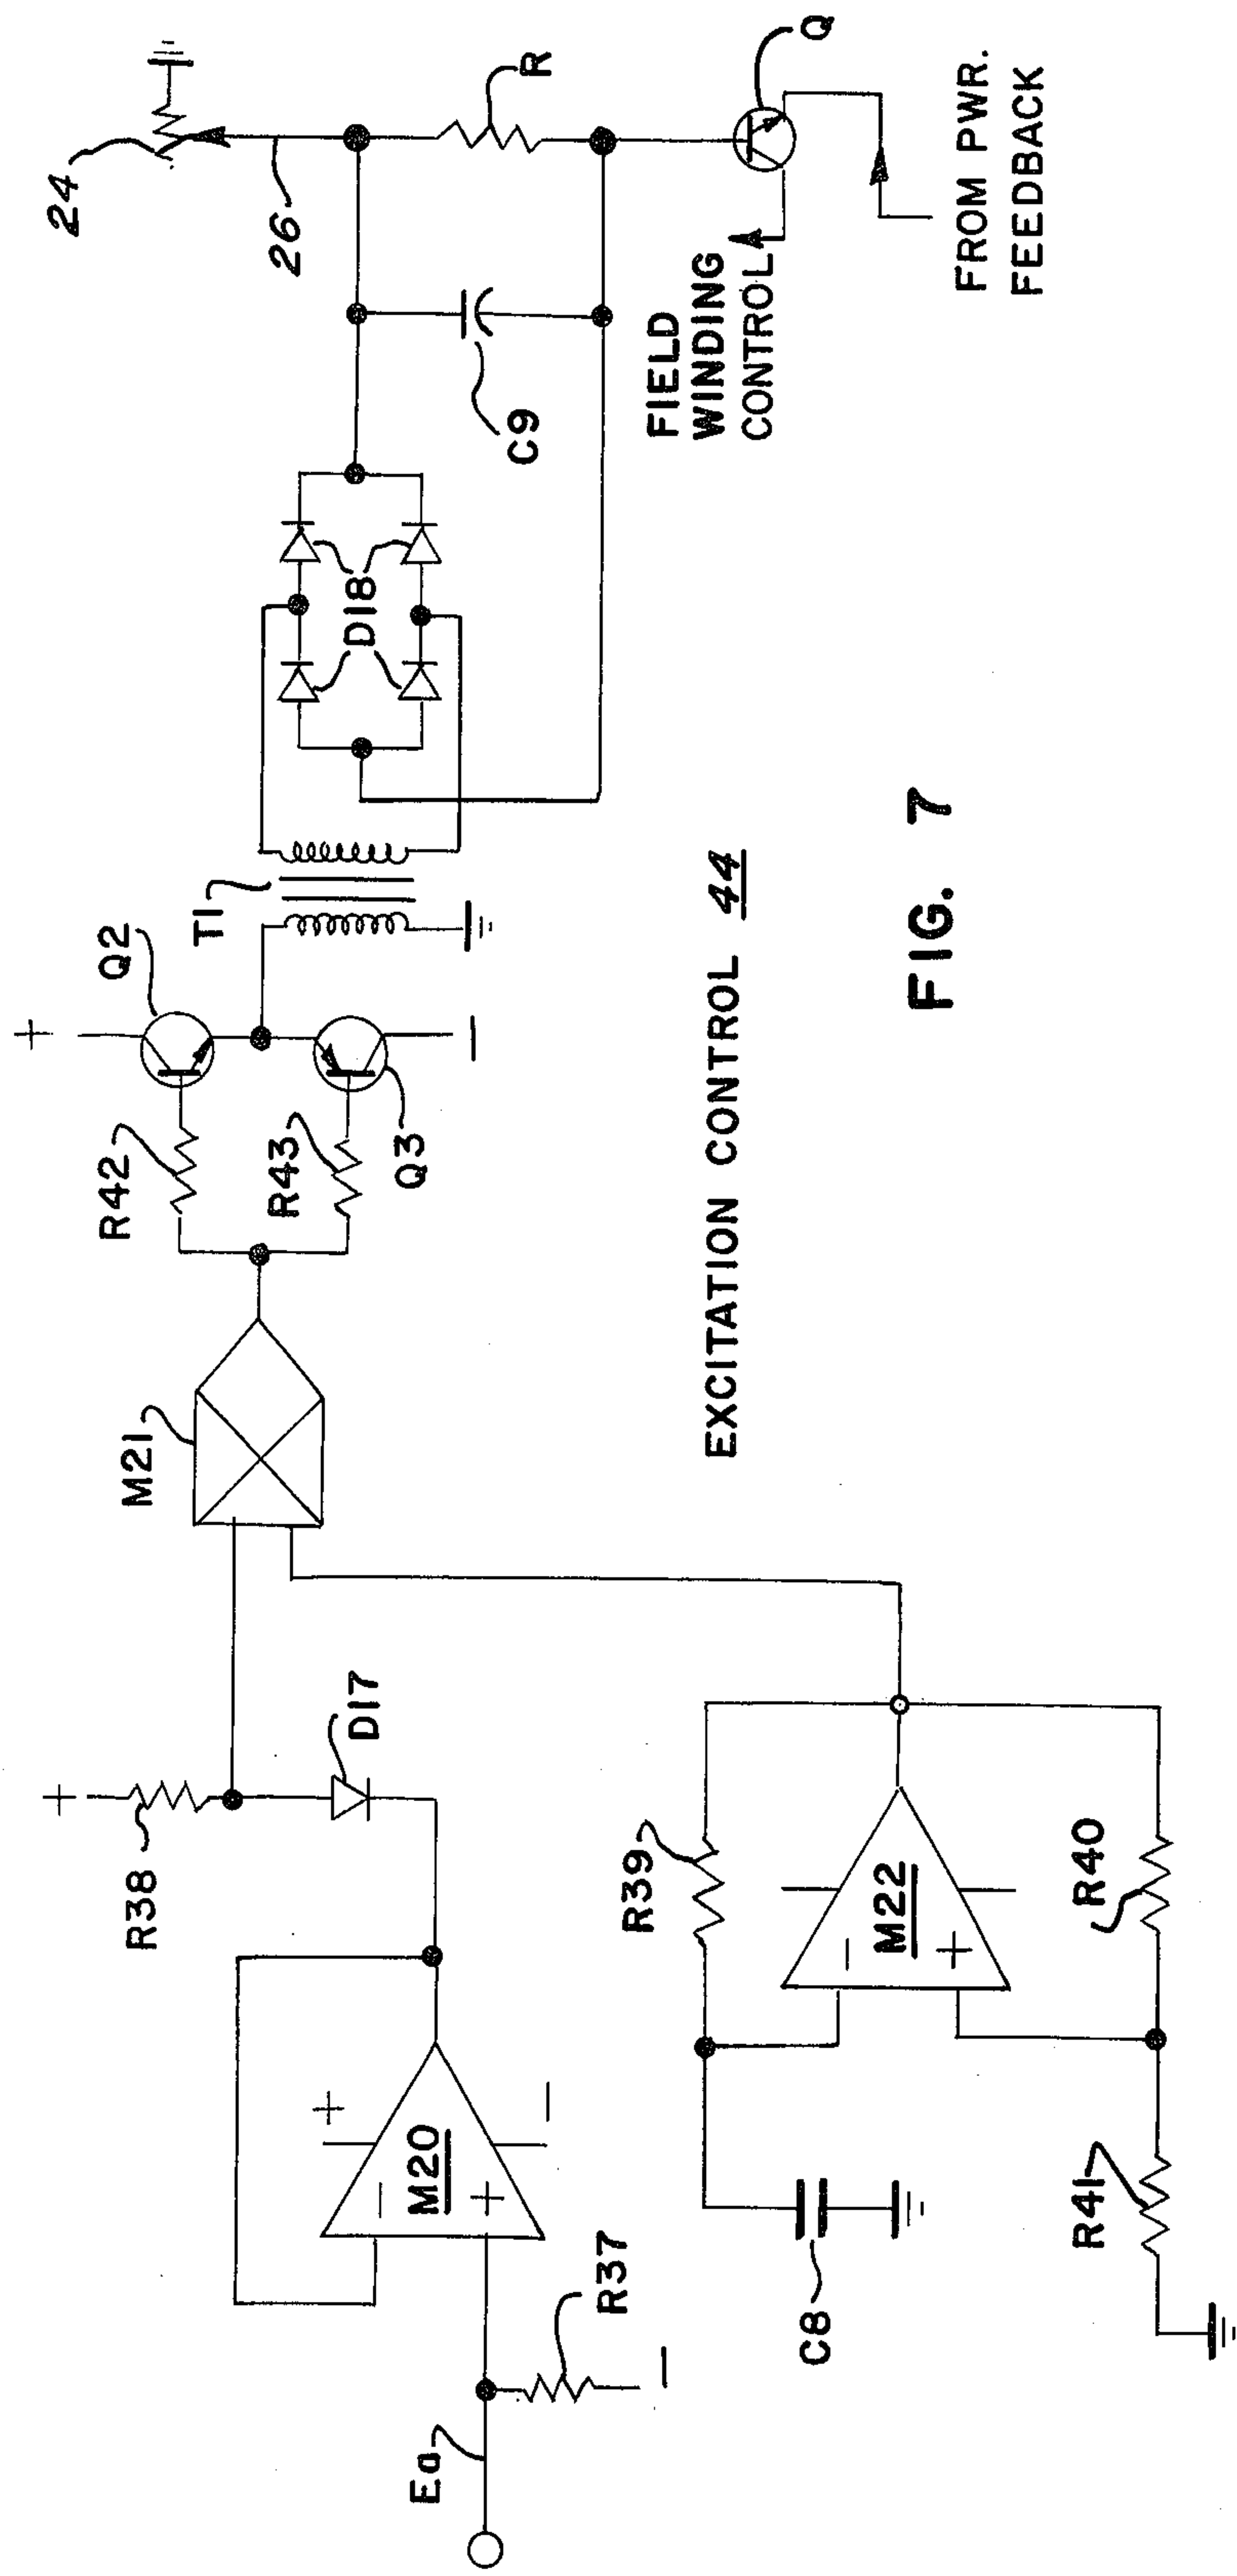 24
26
R
Q
FROM PWR.
FEEDBACK
FIELD
WINDING
CONTROL
C9
D18
T1
+
Q2
R42
R43
Q3
−
M21
EXCITATION CONTROL 44
FIG. 7
+
R38
D17
M20
+
−
−
+
Ea
R37
−
R39
M22
−
+
R40
R41
C8